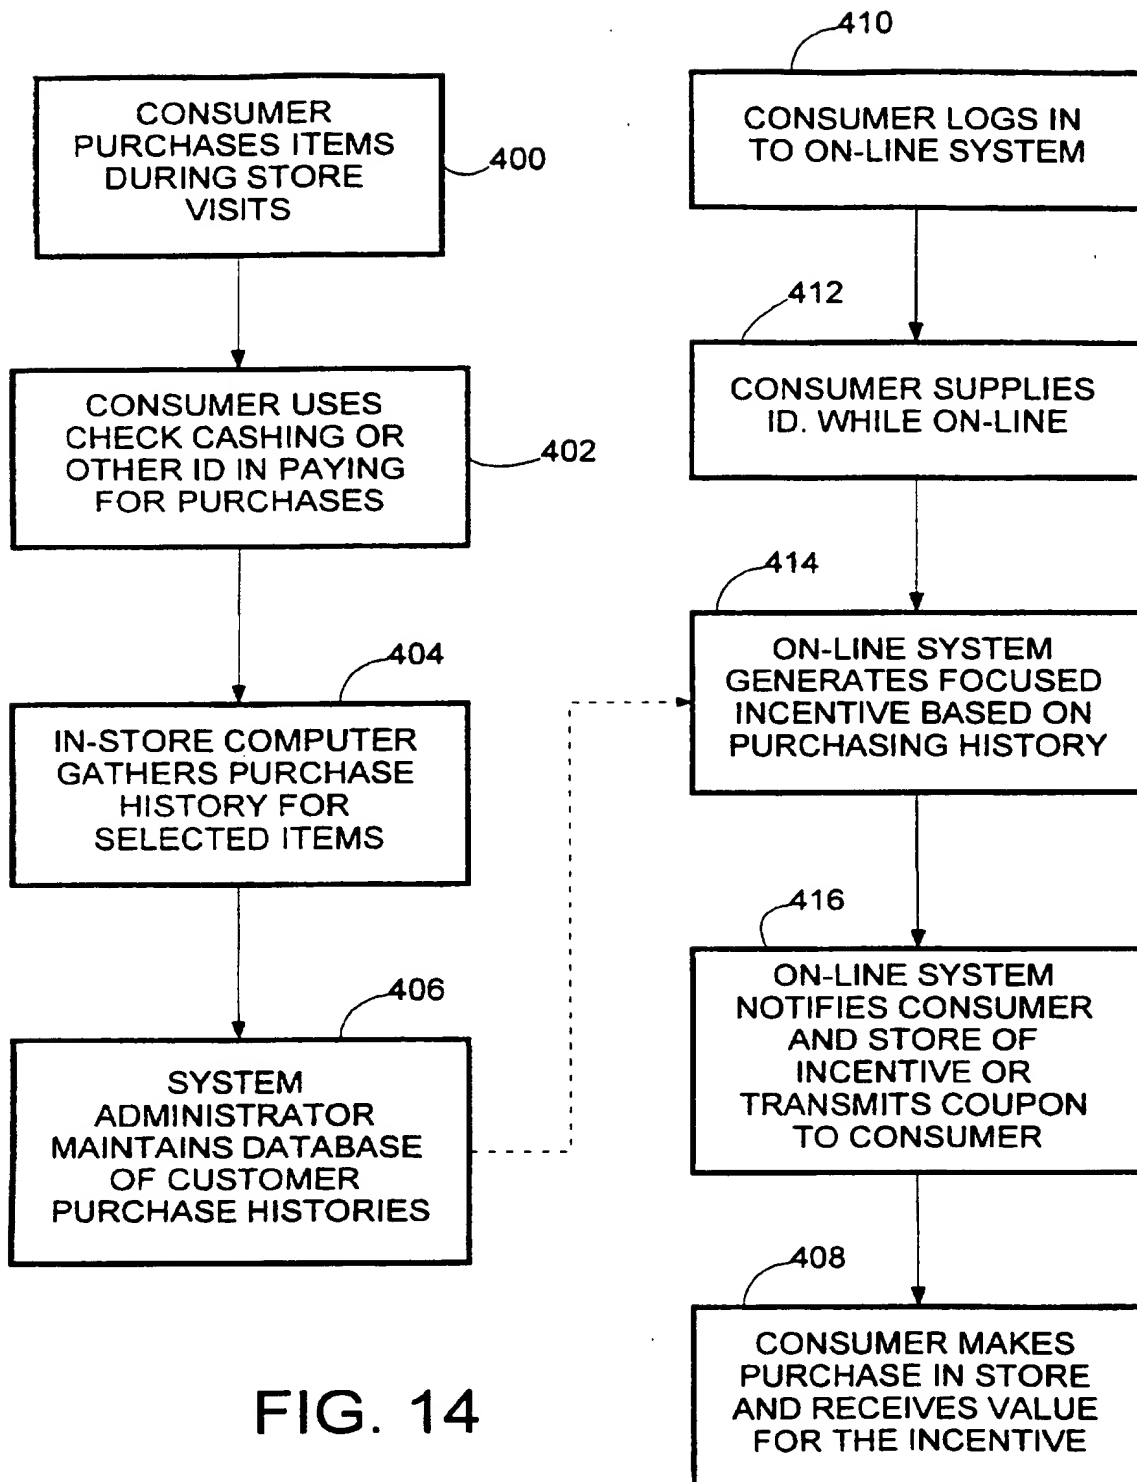 CONSUMER
PURCHASES ITEMS
DURING STORE
VISITS
400
CONSUMER USES
CHECK CASHING OR
OTHER ID IN PAYING
FOR PURCHASES
402
404
IN-STORE COMPUTER
GATHERS PURCHASE
HISTORY FOR
SELECTED ITEMS
406
SYSTEM
ADMINISTRATOR
MAINTAINS DATABASE
OF CUSTOMER
PURCHASE HISTORIES
410
CONSUMER LOGS IN
TO ON-LINE SYSTEM
412
CONSUMER SUPPLIES
ID. WHILE ON-LINE
414
ON-LINE SYSTEM
GENERATES FOCUSED
INCENTIVE BASED ON
PURCHASING HISTORY
416
ON-LINE SYSTEM
NOTIFIES CONSUMER
AND STORE OF
INCENTIVE OR
TRANSMITS COUPON
TO CONSUMER
408
CONSUMER MAKES
PURCHASE IN STORE
AND RECEIVES VALUE
FOR THE INCENTIVE
FIG. 14